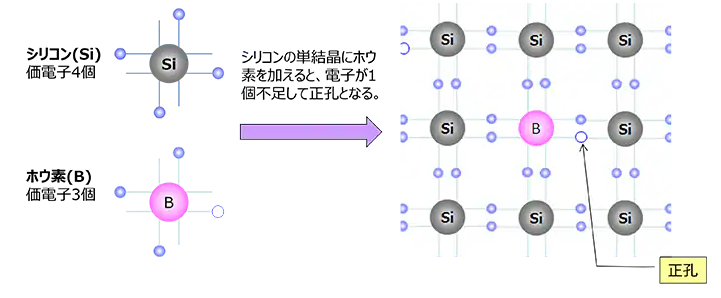 シリコン(Si)
価電子4個
Si
シリコンの単結晶にホウ
素を加えると、電子が1
個不足して正孔となる。
ホウ素(B)
価電子3個
B
Si
Si
Si
Si
B
Si
Si
Si
Si
正孔